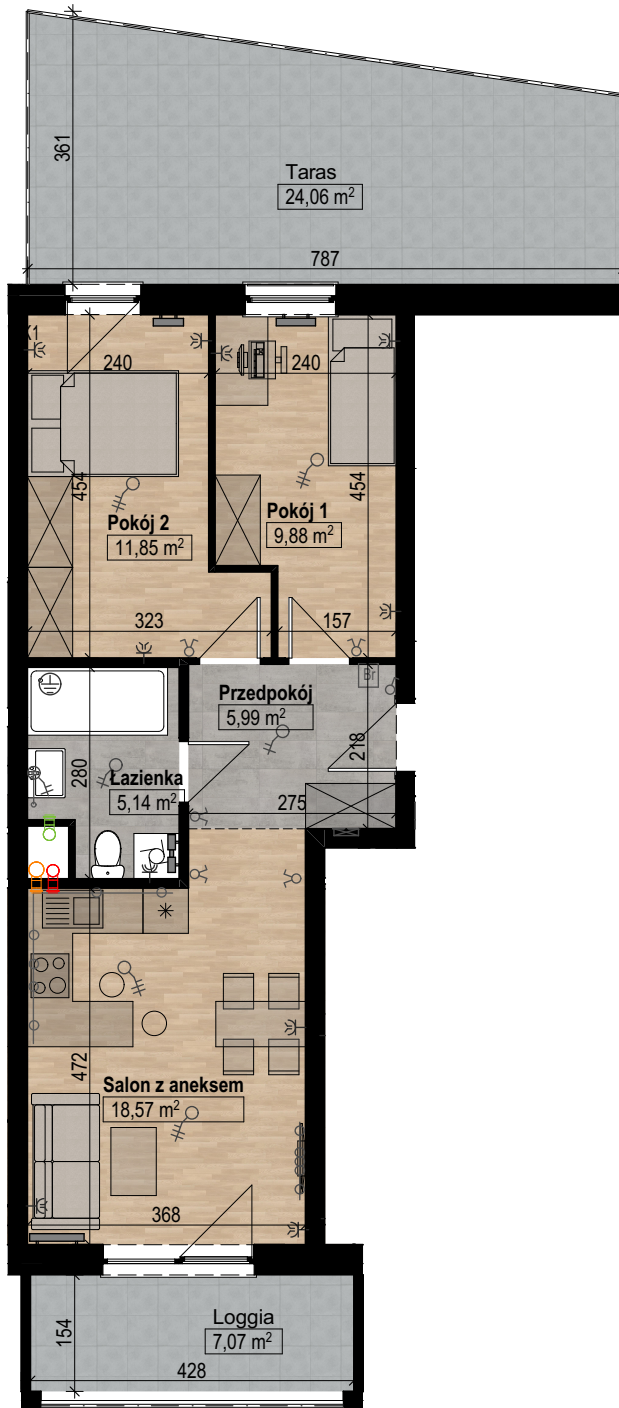 361
Taras
24,06 m²
787
240
240
454
454
Pokój 2
11,85 m²
Pokój 1
9,88 m²
323
157
Br
Przedpokój
5,99 m²
218
280
Łazienka
5,14 m²
275
472
Salon z aneksem
18,57 m²
368
154
Loggia
7,07 m²
428